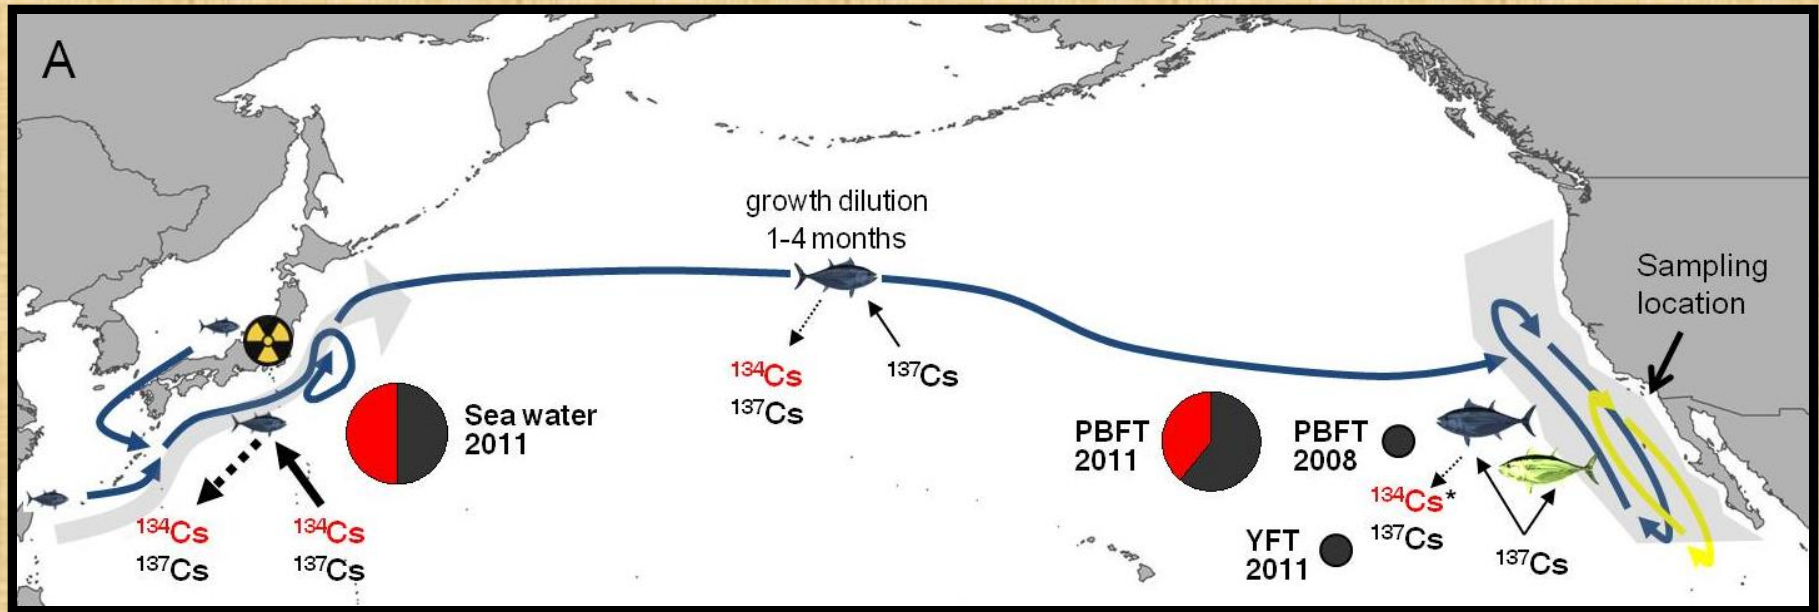 A
growth dilution
1-4 months
Sampling
location
¹³⁴Cs
¹³⁷Cs
¹³⁷Cs
Sea water
2011
PBFT
2011
PBFT
2008
¹³⁴Cs*
¹³⁷Cs
YFT
2011
¹³⁷Cs
¹³⁴Cs
¹³⁷Cs
¹³⁴Cs
¹³⁷Cs